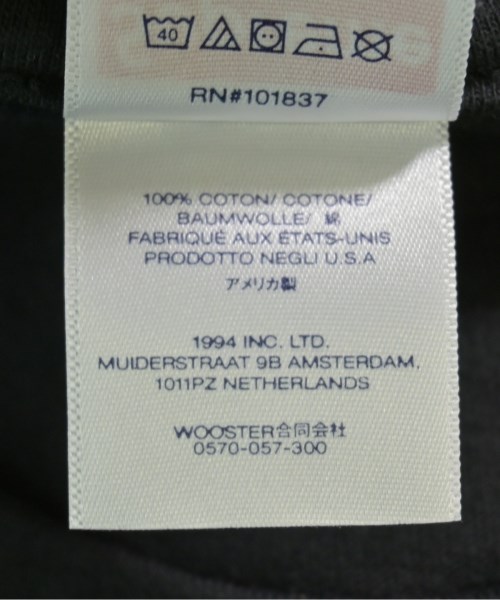 40
RN#101837
100% COTON/ COTONE/
BAUMWOLLE/ 綿
FABRIQUÉ AUX ÉTATS-UNIS
PRODOTTO NEGLI U.S.A
アメリカ製
1994 INC. LTD.
MUIDERSTRAAT 9B AMSTERDAM,
1011PZ NETHERLANDS
WOOSTER合同会社
0570-057-300